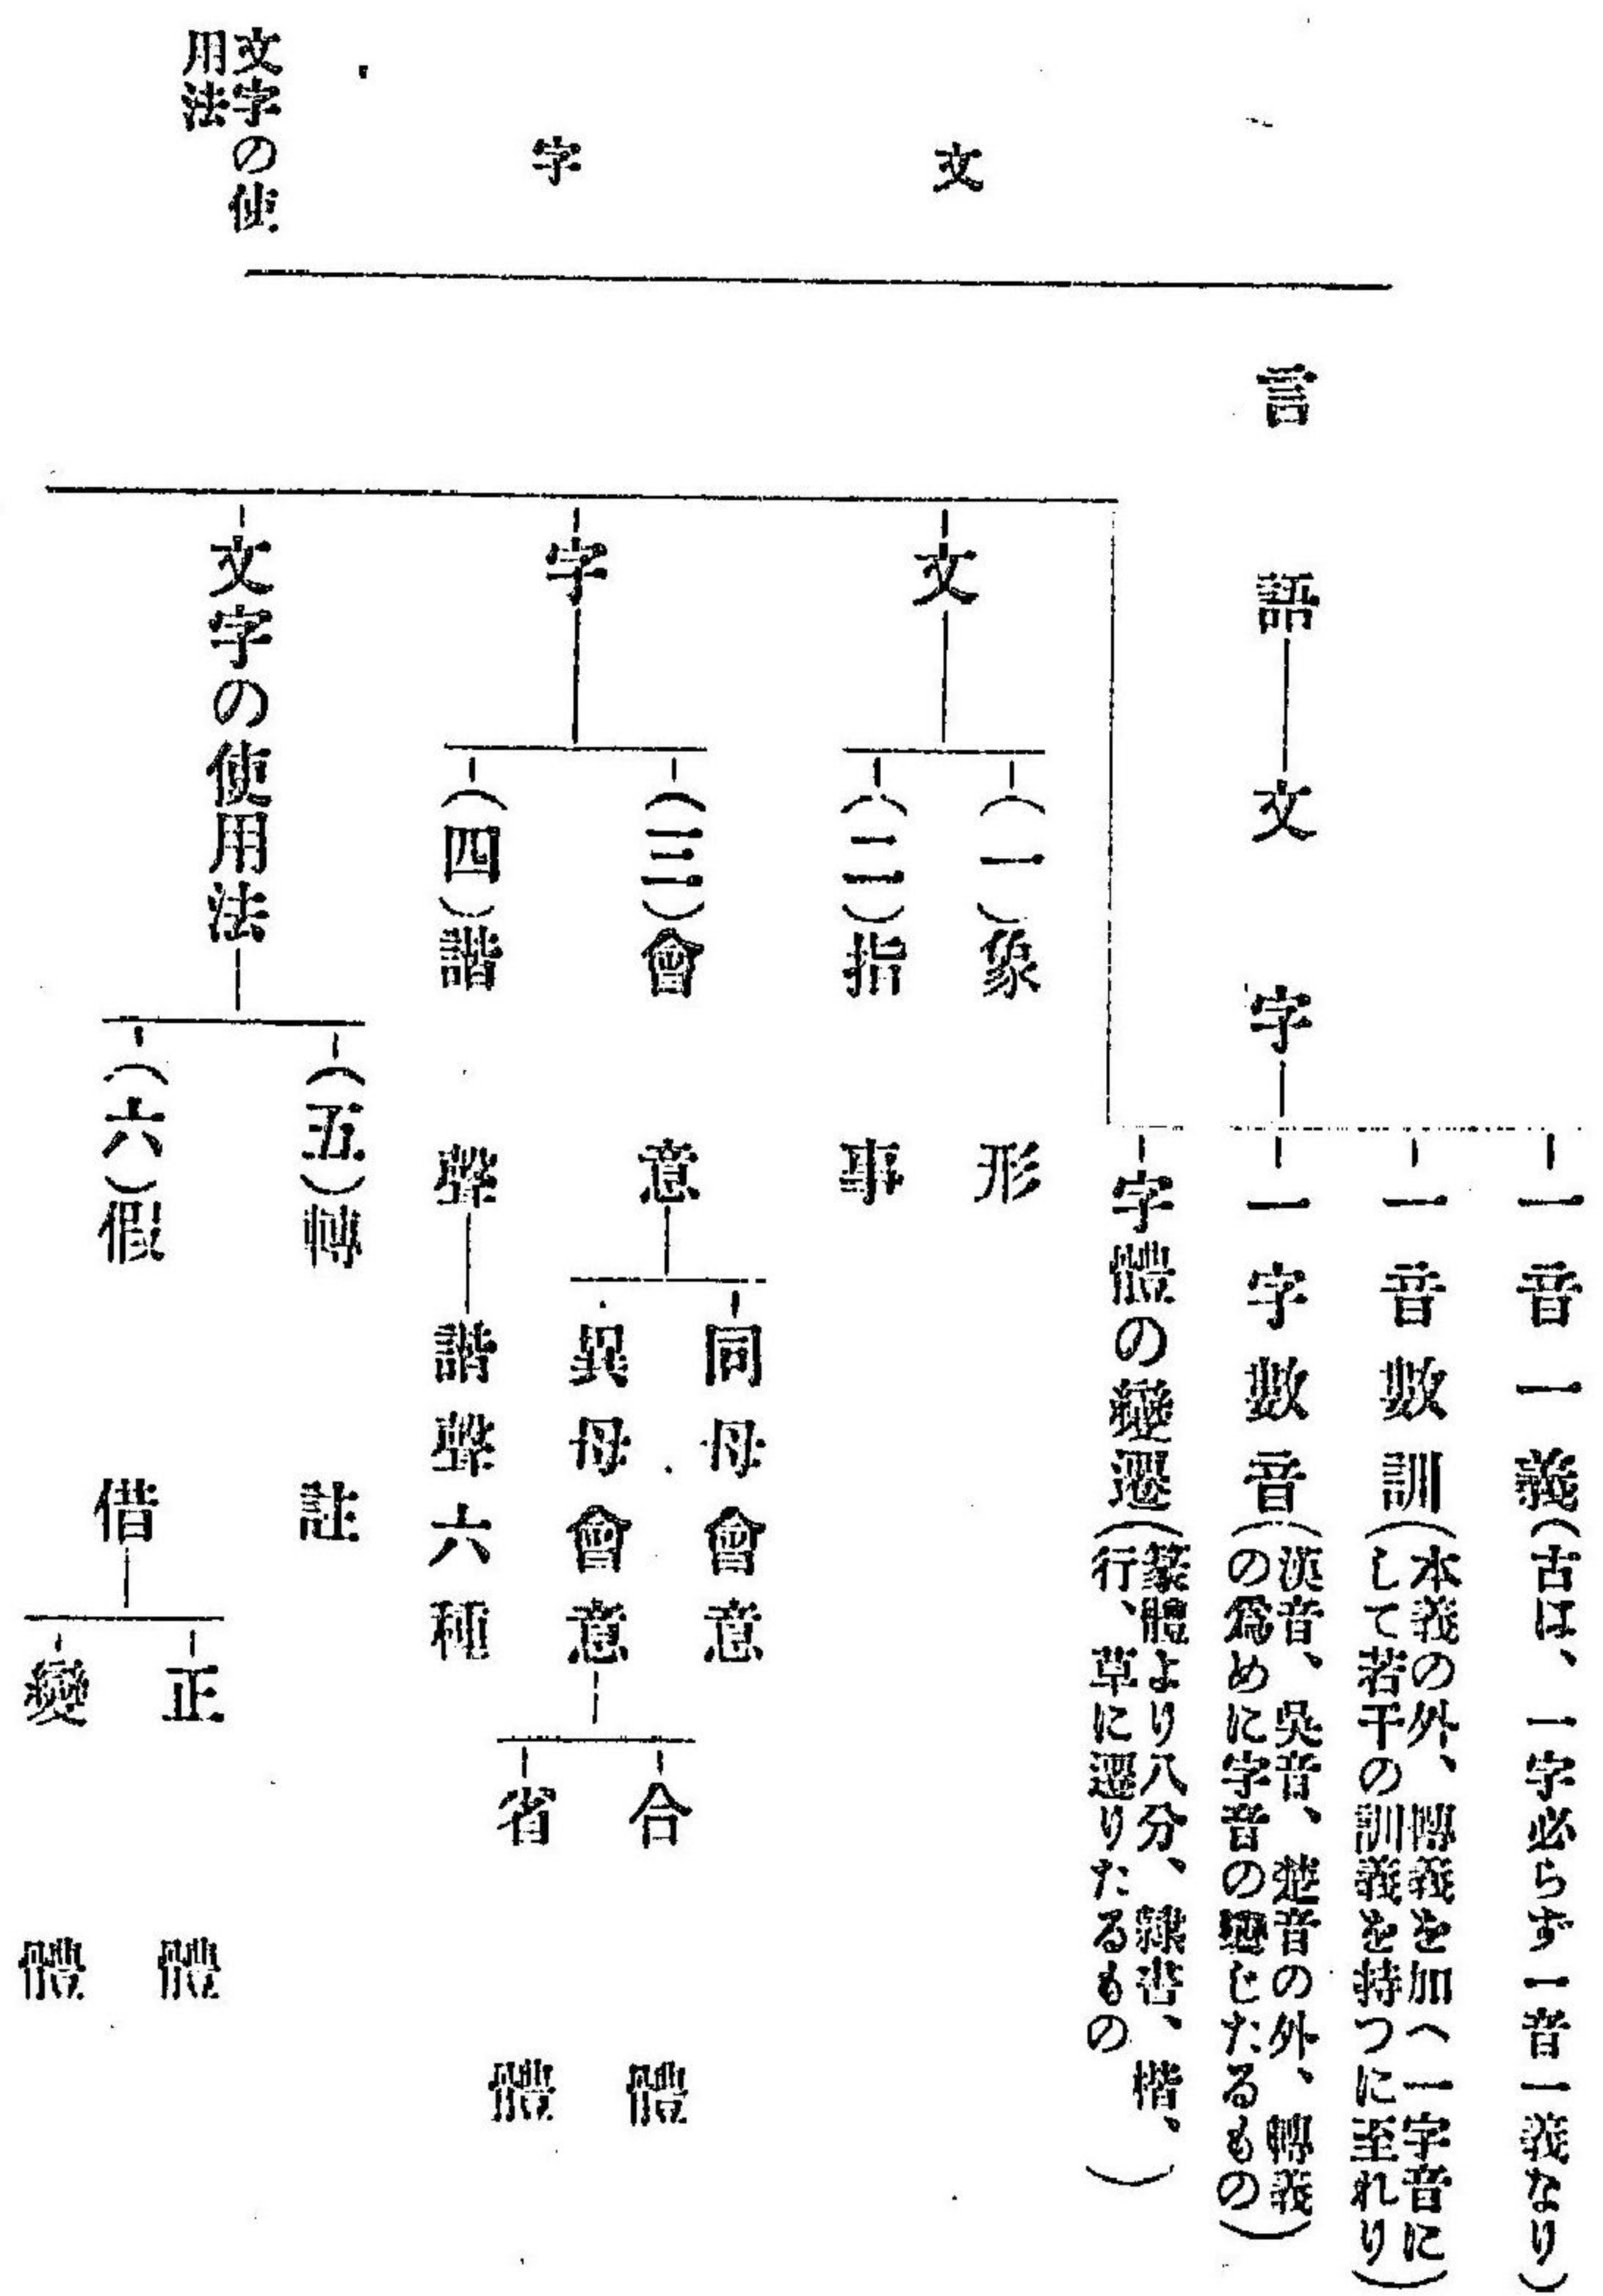 言語―文字
一音一義(古は、一字必らず一音一義なり)
一音數訓(本義の外、轉義を加へ一字音に
して若干の訓義を持つに至れり)
一字數音(漢音、吳音、楚音の外、轉義
の爲めに字音の變じたるもの)
字體の變遷(篆體より八分、隸書、楷、
行、草に遷りたるもの)
文
文
(一)象形
(二)指事
字
字
(三)會意
同母會意
異母會意
合體
省體
(四)諧聲―諧聲六種
文字の使
用法
文字の使用法
(五)轉註
(六)假借
正體
變體